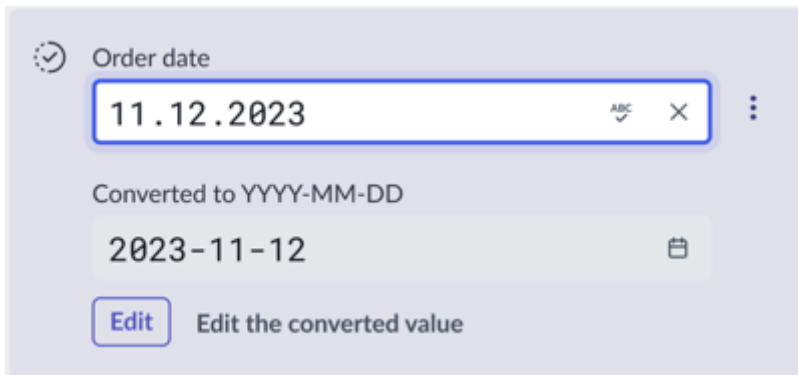 Order date
11.12.2023 ABC
Converted to YYYY-MM-DD
2023-11-12
Edit Edit the converted value